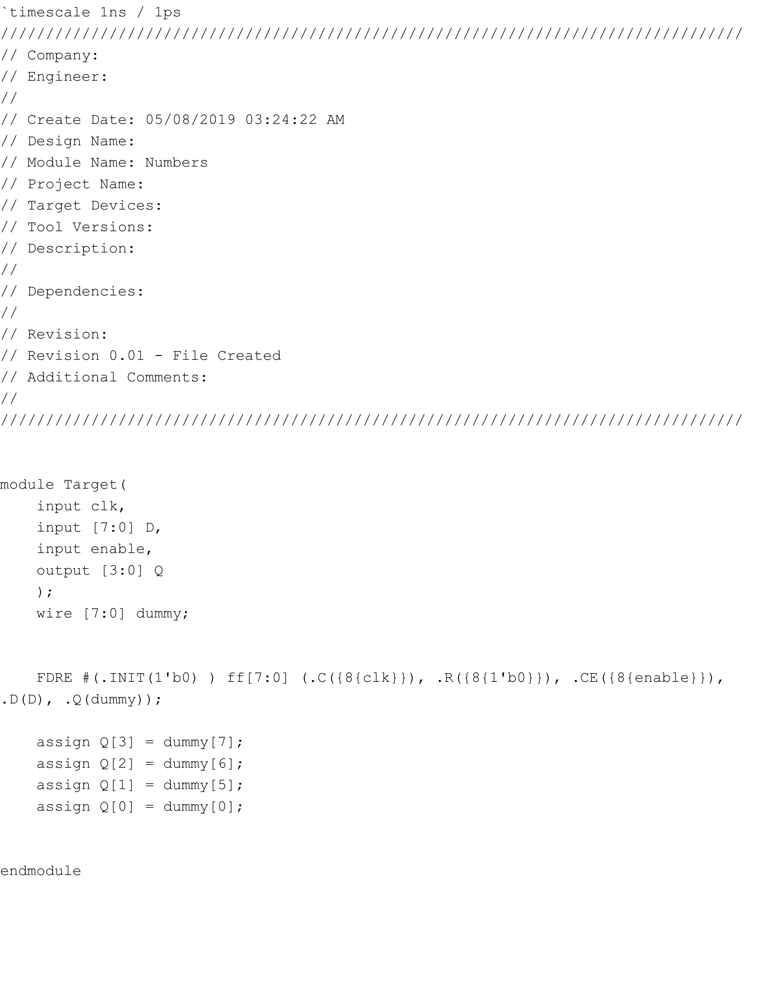 `timescale 1ns / 1ps
//////////////////////////////////////////////////////////////////////////////////
// Company:
// Engineer:
//
// Create Date: 05/08/2019 03:24:22 AM
// Design Name:
// Module Name: Numbers
// Project Name:
// Target Devices:
// Tool Versions:
// Description:
//
// Dependencies:
//
// Revision:
// Revision 0.01 - File Created
// Additional Comments:
//
//////////////////////////////////////////////////////////////////////////////////
module Target(
    input clk,
    input [7:0] D,
    input enable,
    output [3:0] Q
    );
    wire [7:0] dummy;
    FDRE #(.INIT(1'b0) ) ff[7:0] (.C({8{clk}}), .R({8{1'b0}}), .CE({8{enable}}),
.D(D), .Q(dummy));
    assign Q[3] = dummy[7];
    assign Q[2] = dummy[6];
    assign Q[1] = dummy[5];
    assign Q[0] = dummy[0];
endmodule